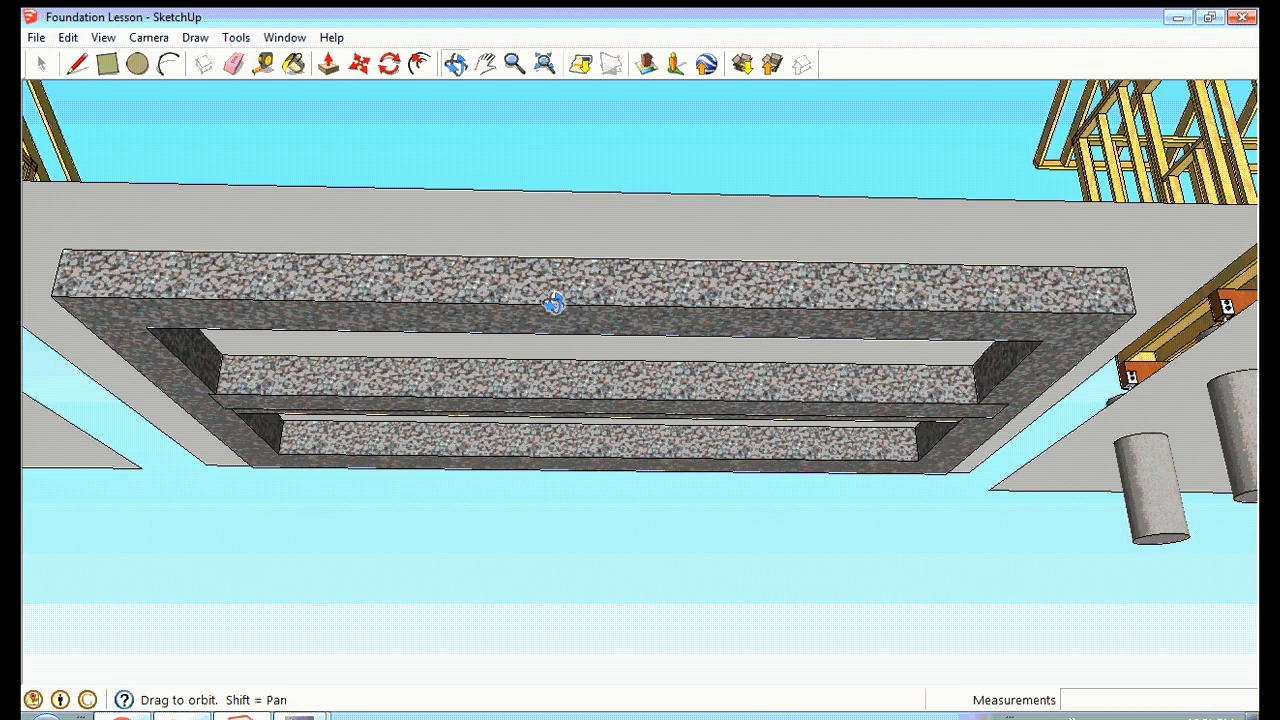 Foundation Lesson - SketchUp
File Edit View Camera Draw Tools Window Help
Drag to orbit. Shift = Pan
Measurements